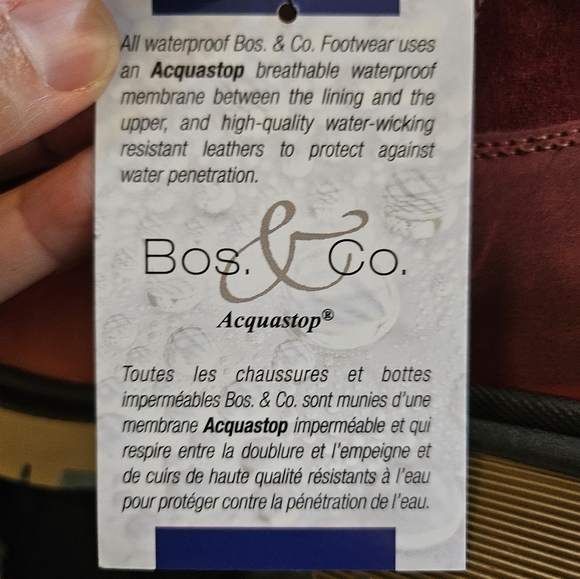 All waterproof Bos. & Co. Footwear uses
an Acquastop breathable waterproof
membrane between the lining and the
upper, and high-quality water-wicking
resistant leathers to protect against
water penetration.
Bos. & Co.
Acquastop®
Toutes les chaussures et bottes
imperméables Bos. & Co. sont munies d'une
membrane Acquastop imperméable et qui
respire entre la doublure et l'empeigne et
de cuirs de haute qualité résistants à l'eau
pour protéger contre la pénétration de l'eau.